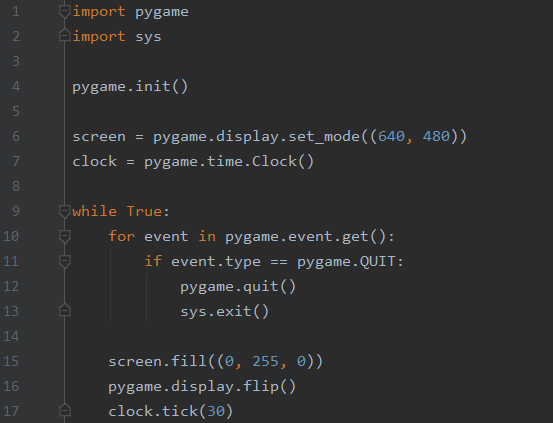 1 import pygame
2 import sys
3
4 pygame.init()
5
6 screen = pygame.display.set_mode((640, 480))
7 clock = pygame.time.Clock()
8
9 while True:
10     for event in pygame.event.get():
11         if event.type == pygame.QUIT:
12             pygame.quit()
13             sys.exit()
14
15     screen.fill((0, 255, 0))
16     pygame.display.flip()
17     clock.tick(30)